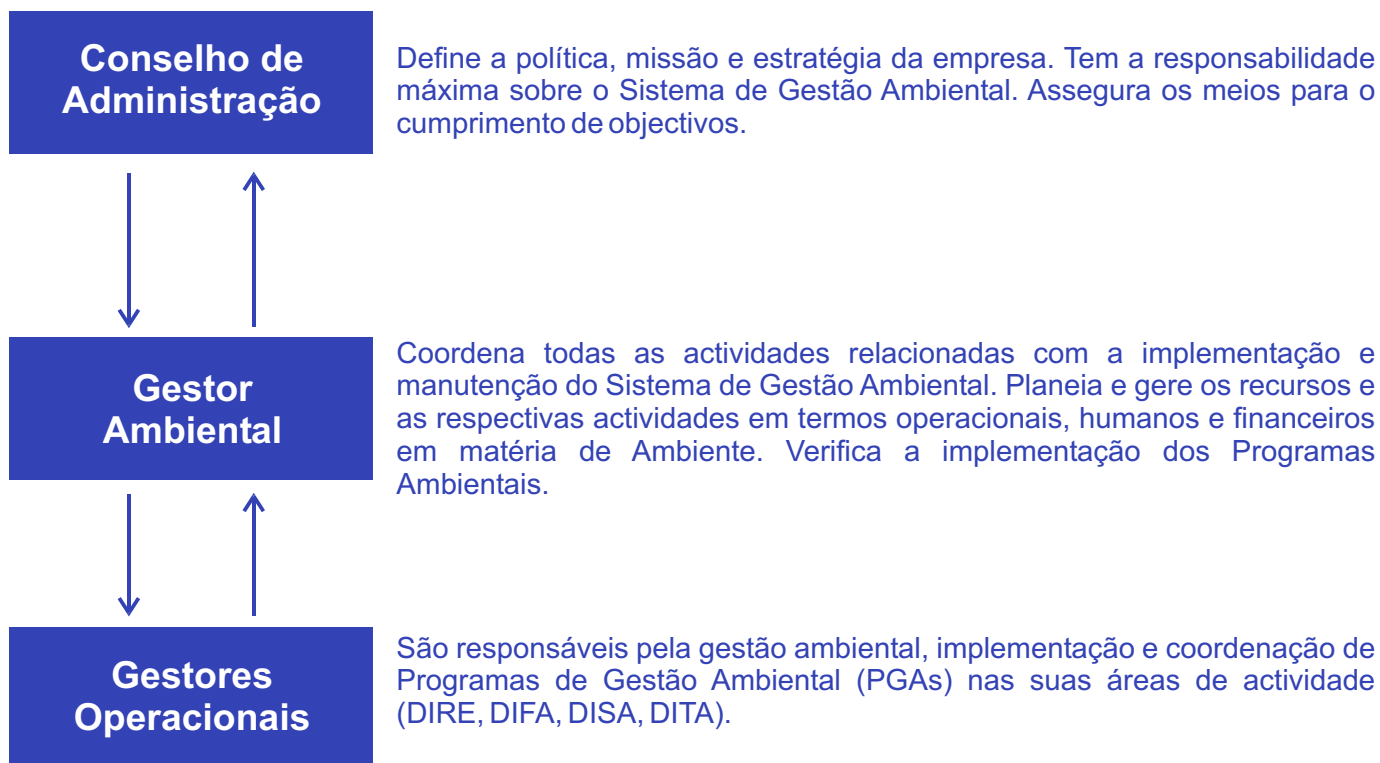 Conselho de
Administração
Define a política, missão e estratégia da empresa. Tem a responsabilidade
máxima sobre o Sistema de Gestão Ambiental. Assegura os meios para o
cumprimento de objectivos.
Gestor
Ambiental
Coordena todas as actividades relacionadas com a implementação e
manutenção do Sistema de Gestão Ambiental. Planeia e gere os recursos e
as respectivas actividades em termos operacionais, humanos e financeiros
em matéria de Ambiente. Verifica a implementação dos Programas
Ambientais.
Gestores
Operacionais
São responsáveis pela gestão ambiental, implementação e coordenação de
Programas de Gestão Ambiental (PGAs) nas suas áreas de actividade
(DIRE, DIFA, DISA, DITA).